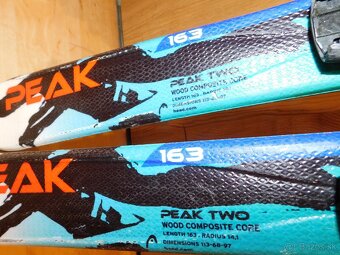 163
PEAK
PEAK TWO
WOOD COMPOSITE CORE
head.com
163
PEAK TWO
WOOD COMPOSITE CORE
LENGTH 163 . RADIUS 14,1
DIMENSIONS 113-68-97
head.com